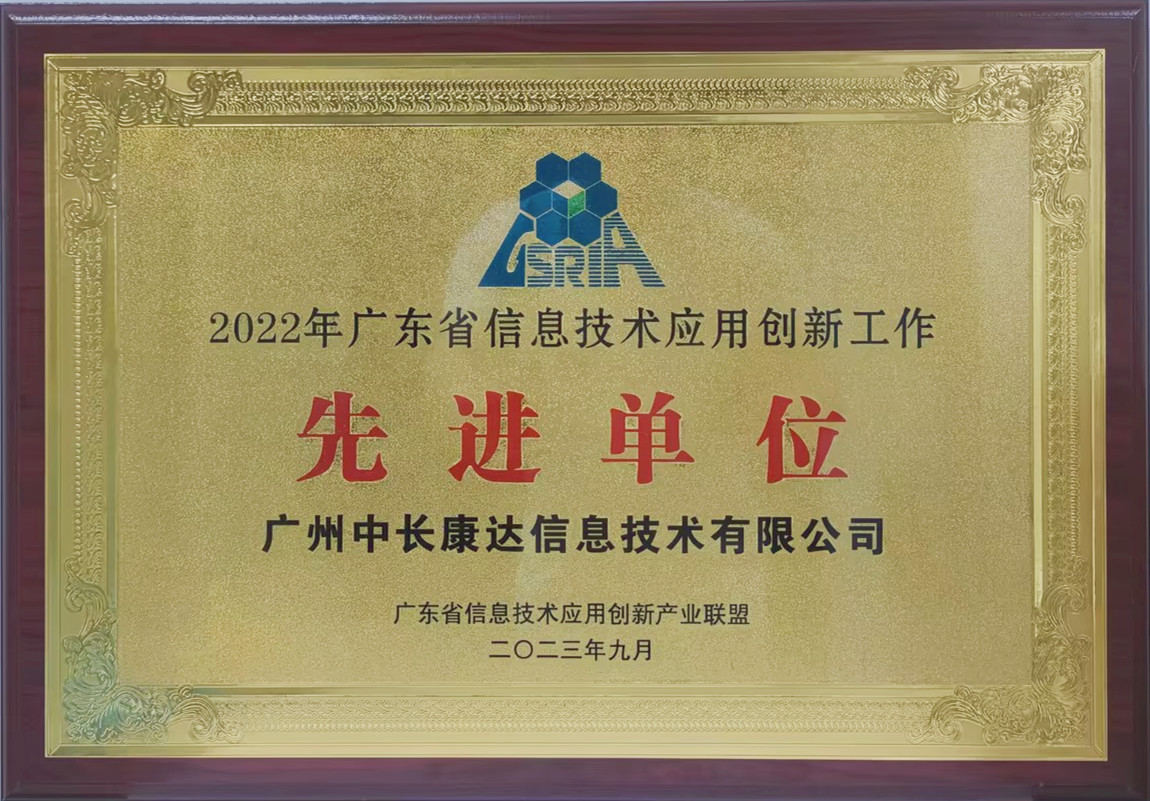 GSRIA
2022年广东省信息技术应用创新工作
先进单位
广州中长康达信息技术有限公司
广东省信息技术应用创新产业联盟
二〇二三年九月